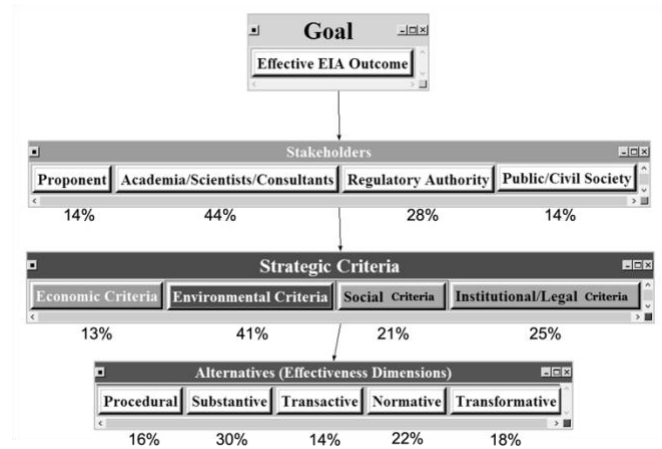 Goal
Effective EIA Outcome
Stakeholders
Proponent Academia/Scientists/Consultants Regulatory Authority Public/Civil Society
14% 44% 28% 14%
Strategic Criteria
Economic Criteria Environmental Criteria Social Criteria Institutional/Legal Criteria
13% 41% 21% 25%
Alternatives (Effectiveness Dimensions)
Procedural Substantive Transactive Normative Transformative
16% 30% 14% 22% 18%